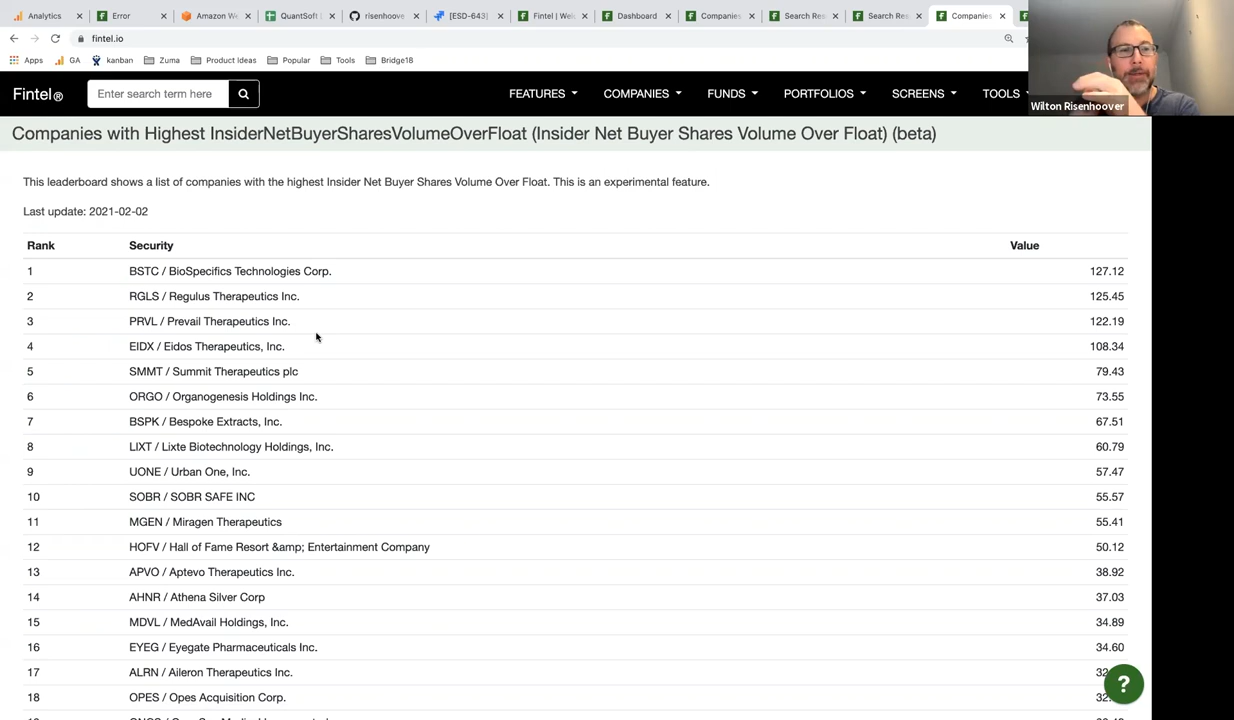 Analytics
Error
Amazon We
QuantSoft
risenhoove
[ESD-643]
Fintel | Wel
Dashboard
Companies
Search Res
Search Res
Companies
fintel.io
Apps
GA
kanban
Zuma
Product Ideas
Popular
Tools
Bridge18
Fintel®
Enter search term here
FEATURES
COMPANIES
FUNDS
PORTFOLIOS
SCREENS
TOOLS
Wilton Risenhoover
Companies with Highest InsiderNetBuyerSharesVolumeOverFloat (Insider Net Buyer Shares Volume Over Float) (beta)
This leaderboard shows a list of companies with the highest Insider Net Buyer Shares Volume Over Float. This is an experimental feature.
Last update: 2021-02-02
Rank Security Value
1 BSTC / BioSpecifics Technologies Corp. 127.12
2 RGLS / Regulus Therapeutics Inc. 125.45
3 PRVL / Prevail Therapeutics Inc. 122.19
4 EIDX / Eidos Therapeutics, Inc. 108.34
5 SMMT / Summit Therapeutics plc 79.43
6 ORGO / Organogenesis Holdings Inc. 73.55
7 BSPK / Bespoke Extracts, Inc. 67.51
8 LIXT / Lixte Biotechnology Holdings, Inc. 60.79
9 UONE / Urban One, Inc. 57.47
10 SOBR / SOBR SAFE INC 55.57
11 MGEN / Miragen Therapeutics 55.41
12 HOFV / Hall of Fame Resort &amp; Entertainment Company 50.12
13 APVO / Aptevo Therapeutics Inc. 38.92
14 AHNR / Athena Silver Corp 37.03
15 MDVL / MedAvail Holdings, Inc. 34.89
16 EYEG / Eyegate Pharmaceuticals Inc. 34.60
17 ALRN / Aileron Therapeutics Inc. 32
18 OPES / Opes Acquisition Corp. 32
?